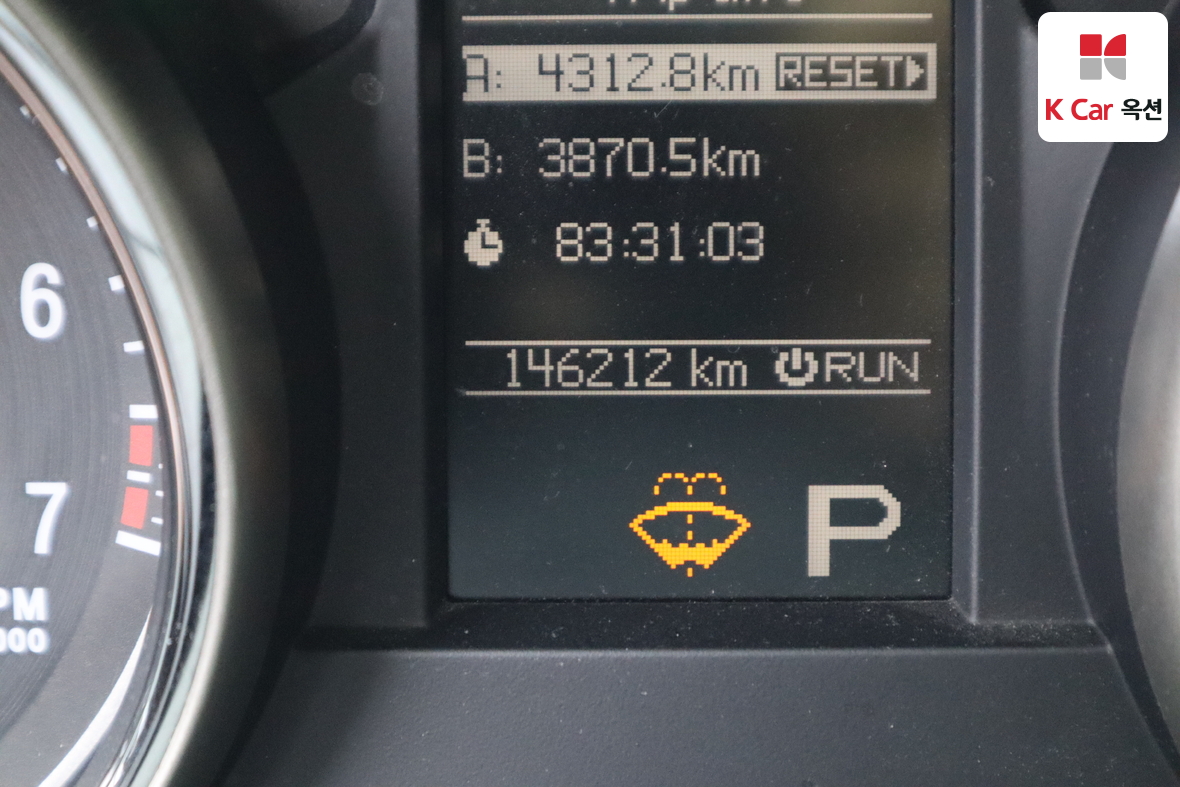 A: 4312.8km RESET
B: 3870.5km
83:31:03
146212 km RUN
P
6
7
K Car 옥션